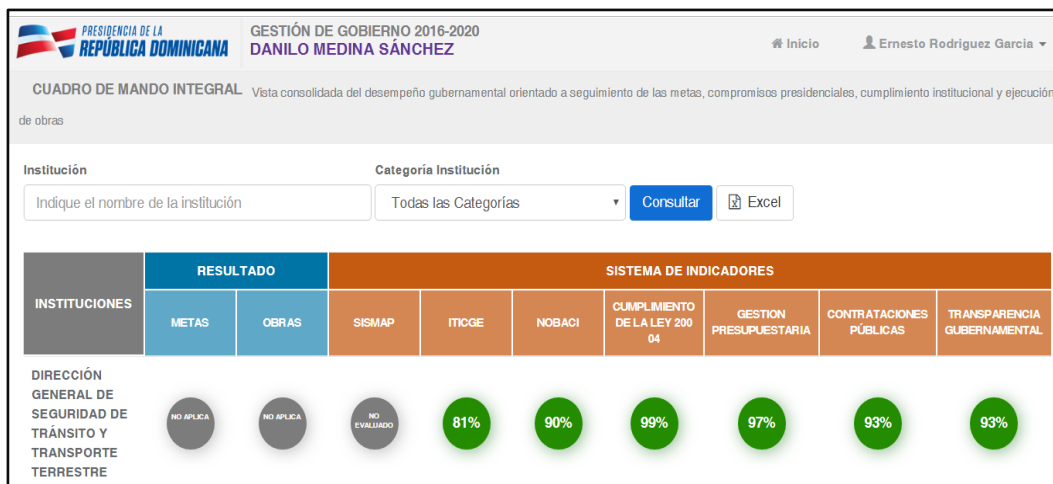 PRESIDENCIA DE LA
REPÚBLICA DOMINICANA
GESTIÓN DE GOBIERNO 2016-2020
DANILO MEDINA SÁNCHEZ
Inicio
Ernesto Rodriguez Garcia
CUADRO DE MANDO INTEGRAL Vista consolidada del desempeño gubernamental orientado a seguimiento de las metas, compromisos presidenciales, cumplimiento institucional y ejecución
de obras
Institución
Categoría Institución
Indique el nombre de la institución
Todas las Categorías
Consultar
Excel
INSTITUCIONES
RESULTADO
SISTEMA DE INDICADORES
METAS
OBRAS
SISMAP
ITICGE
NOBACI
CUMPLIMIENTO
DE LA LEY 200
04
GESTION
PRESUPUESTARIA
CONTRATACIONES
PÚBLICAS
TRANSPARENCIA
GUBERNAMENTAL
DIRECCIÓN
GENERAL DE
SEGURIDAD DE
TRÁNSITO Y
TRANSPORTE
TERRESTRE
NO APLICA
NO APLICA
NO
EVALUADO
81%
90%
99%
97%
93%
93%